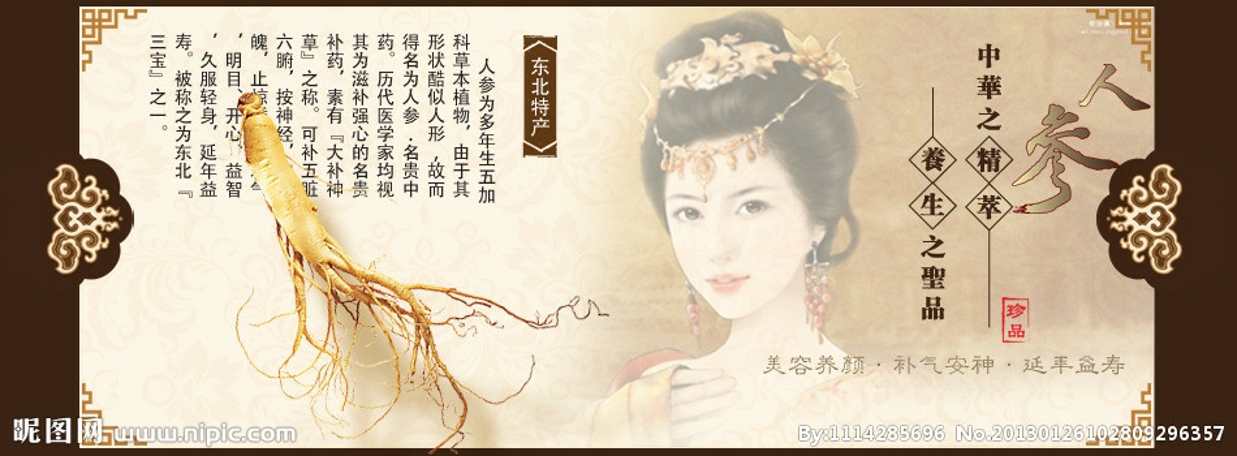 人参
中華之精萃
養生之聖品
珍品
美容养颜·补气安神·延年益寿
东北特产
人参为多年生五加
科草本植物，由于其
形状酷似人形，故而
得名为人参.名贵中
药。历代医学家均视
其为滋补强心的名贵
补药，素有『大补神
草』之称。可补五脏
六腑，按神经，
魄，止惊
，明目、开心、益智
，久服轻身，延年益
寿。被称之为东北『
三宝』之一。
昵图网 www.nipic.com
By:1114285696 No.20130126102809296357